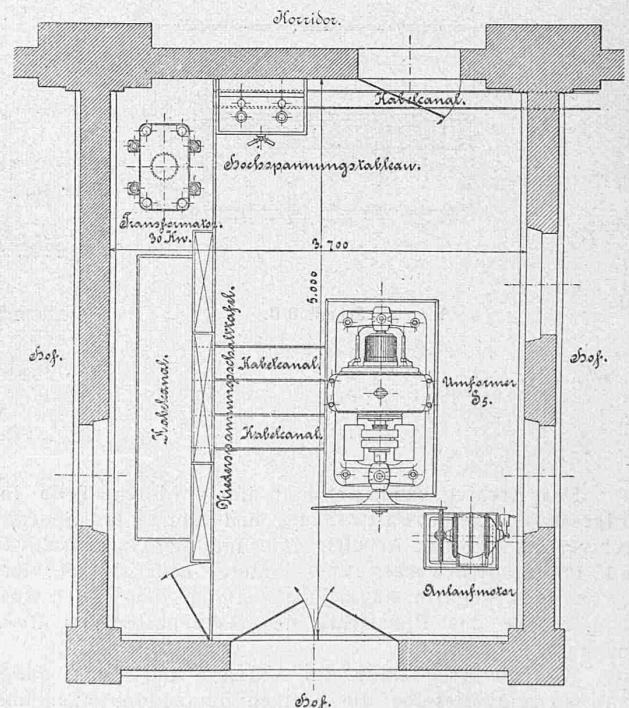 Korridor.
Kabelcanal.
Hochspannungstableau.
Transformator.
30 Kw.
3.700
5.000
Niederspannungsschalttafel.
Kabelcanal.
Kabelcanal.
Kabelcanal.
Umformer
E5.
Hof.
Hof.
Anlaufmotor
Hof.